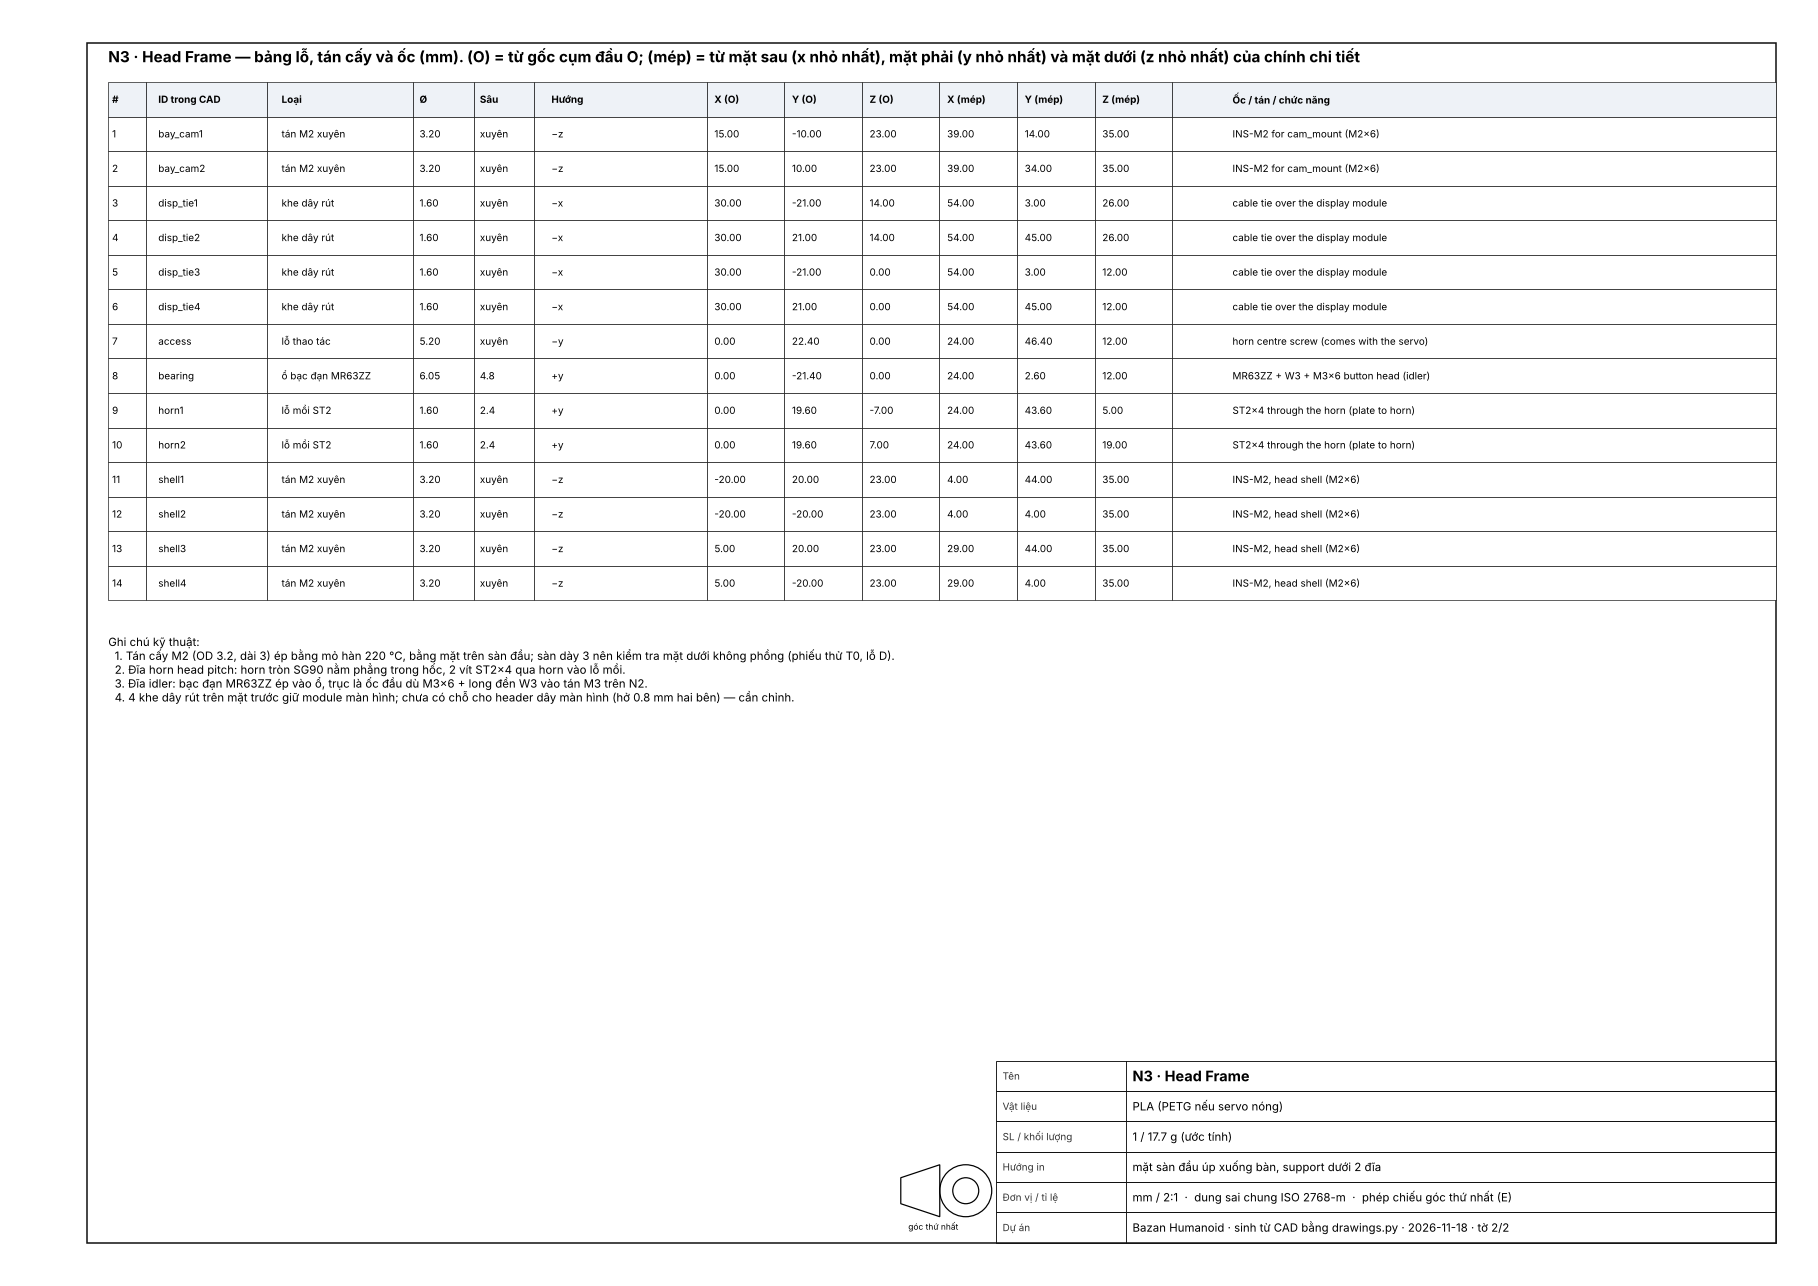 N3 · Head Frame — bảng lỗ, tán cấy và ốc (mm). (O) = từ gốc cụm đầu O; (mép) = từ mặt sau (x nhỏ nhất), mặt phải (y nhỏ nhất) và mặt dưới (z nhỏ nhất) của chính chi tiết
# ID trong CAD Loại Ø Sâu Hướng X (O) Y (O) Z (O) X (mép) Y (mép) Z (mép) Ốc / tán / chức năng
1 bay_cam1 tán M2 xuyên 3.20 xuyên −z 15.00 -10.00 23.00 39.00 14.00 35.00 INS-M2 for cam_mount (M2×6)
2 bay_cam2 tán M2 xuyên 3.20 xuyên −z 15.00 10.00 23.00 39.00 34.00 35.00 INS-M2 for cam_mount (M2×6)
3 disp_tie1 khe dây rút 1.60 xuyên −x 30.00 -21.00 14.00 54.00 3.00 26.00 cable tie over the display module
4 disp_tie2 khe dây rút 1.60 xuyên −x 30.00 21.00 14.00 54.00 45.00 26.00 cable tie over the display module
5 disp_tie3 khe dây rút 1.60 xuyên −x 30.00 -21.00 0.00 54.00 3.00 12.00 cable tie over the display module
6 disp_tie4 khe dây rút 1.60 xuyên −x 30.00 21.00 0.00 54.00 45.00 12.00 cable tie over the display module
7 access lỗ thao tác 5.20 xuyên −y 0.00 22.40 0.00 24.00 46.40 12.00 horn centre screw (comes with the servo)
8 bearing ổ bạc đạn MR63ZZ 6.05 4.8 +y 0.00 -21.40 0.00 24.00 2.60 12.00 MR63ZZ + W3 + M3×6 button head (idler)
9 horn1 lỗ mồi ST2 1.60 2.4 +y 0.00 19.60 -7.00 24.00 43.60 5.00 ST2×4 through the horn (plate to horn)
10 horn2 lỗ mồi ST2 1.60 2.4 +y 0.00 19.60 7.00 24.00 43.60 19.00 ST2×4 through the horn (plate to horn)
11 shell1 tán M2 xuyên 3.20 xuyên −z -20.00 20.00 23.00 4.00 44.00 35.00 INS-M2, head shell (M2×6)
12 shell2 tán M2 xuyên 3.20 xuyên −z -20.00 -20.00 23.00 4.00 4.00 35.00 INS-M2, head shell (M2×6)
13 shell3 tán M2 xuyên 3.20 xuyên −z 5.00 20.00 23.00 29.00 44.00 35.00 INS-M2, head shell (M2×6)
14 shell4 tán M2 xuyên 3.20 xuyên −z 5.00 -20.00 23.00 29.00 4.00 35.00 INS-M2, head shell (M2×6)
Ghi chú kỹ thuật:
1. Tán cấy M2 (OD 3.2, dài 3) ép bằng mỏ hàn 220 °C, bằng mặt trên sàn đầu; sàn dày 3 nên kiểm tra mặt dưới không phồng (phiếu thử T0, lỗ D).
2. Đĩa horn head pitch: horn tròn SG90 nằm phẳng trong hốc, 2 vít ST2×4 qua horn vào lỗ mồi.
3. Đĩa idler: bạc đạn MR63ZZ ép vào ổ, trục là ốc đầu dù M3×6 + long đền W3 vào tán M3 trên N2.
4. 4 khe dây rút trên mặt trước giữ module màn hình; chưa có chỗ cho header dây màn hình (hở 0.8 mm hai bên) — cần chỉnh.
Tên N3 · Head Frame
Vật liệu PLA (PETG nếu servo nóng)
SL / khối lượng 1 / 17.7 g (ước tính)
Hướng in mặt sàn đầu úp xuống bàn, support dưới 2 đĩa
Đơn vị / tỉ lệ mm / 2:1 · dung sai chung ISO 2768-m · phép chiếu góc thứ nhất (E)
góc thứ nhất
Dự án Bazan Humanoid · sinh từ CAD bằng drawings.py · 2026-11-18 · tờ 2/2